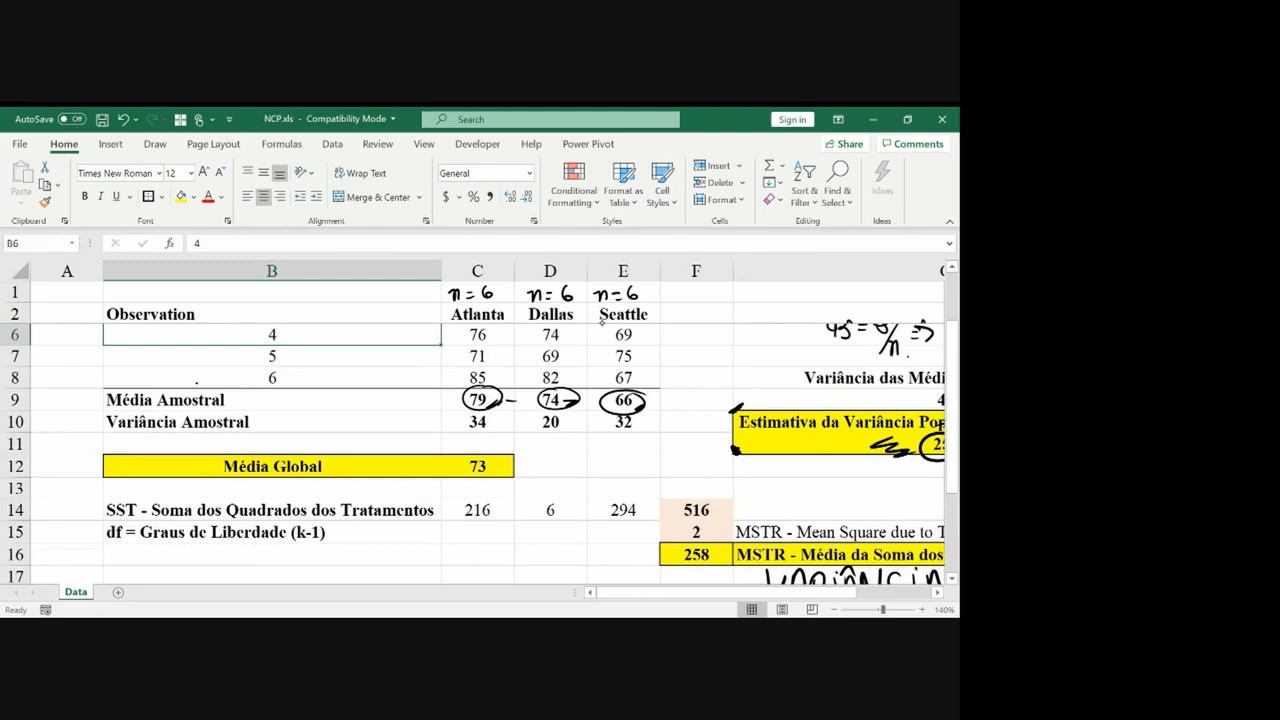 AutoSave Off NCP.xls - Compatibility Mode Search Sign in
File Home Insert Draw Page Layout Formulas Data Review View Developer Help Power Pivot Share Comments
Paste Times New Roman 12 A A Wrap Text General Conditional Formatting Format as Table Cell Styles Insert Sort & Filter Find & Select Ideas
B I U A Merge & Center $ % Delete
Format
Clipboard Font Alignment Number Styles Cells Editing Ideas
B6 fx 4
A B C D E F
1 n=6 n=6 n=6
2 Observation Atlanta Dallas Seattle
6 4 76 74 69
7 5 71 69 75
8 6 85 82 67 Variância das Médi
9 Média Amostral 79 74 66 4
10 Variância Amostral 34 20 32 Estimativa da Variância Pop
11
12 Média Global 73
13
14 SST - Soma dos Quadrados dos Tratamentos 216 6 294 516
15 df = Graus de Liberdade (k-1) 2 MSTR - Mean Square due to T
16 258 MSTR - Média da Soma dos
17
Data
Ready 140%